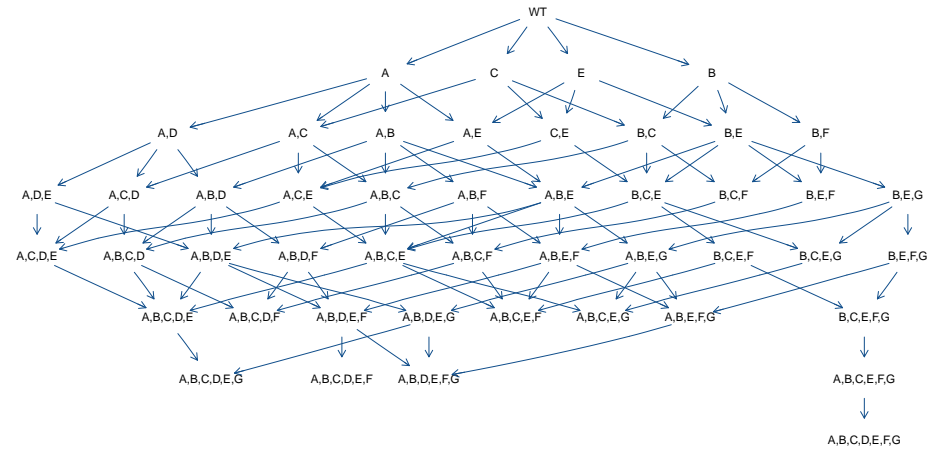 WT
A C E B
A,D A,C A,B A,E C,E B,C B,E B,F
A,D,E A,C,D A,B,D A,C,E A,B,C A,B,F A,B,E B,C,E B,C,F B,E,F B,E,G
A,C,D,E A,B,C,D A,B,D,E A,B,D,F A,B,C,E A,B,C,F A,B,E,F A,B,E,G B,C,E,F B,C,E,G B,E,F,G
A,B,C,D,E A,B,C,D,F A,B,D,E,F A,B,D,E,G A,B,C,E,F A,B,C,E,G A,B,E,F,G B,C,E,F,G
A,B,C,D,E,G A,B,C,D,E,F A,B,D,E,F,G A,B,C,E,F,G
A,B,C,D,E,F,G